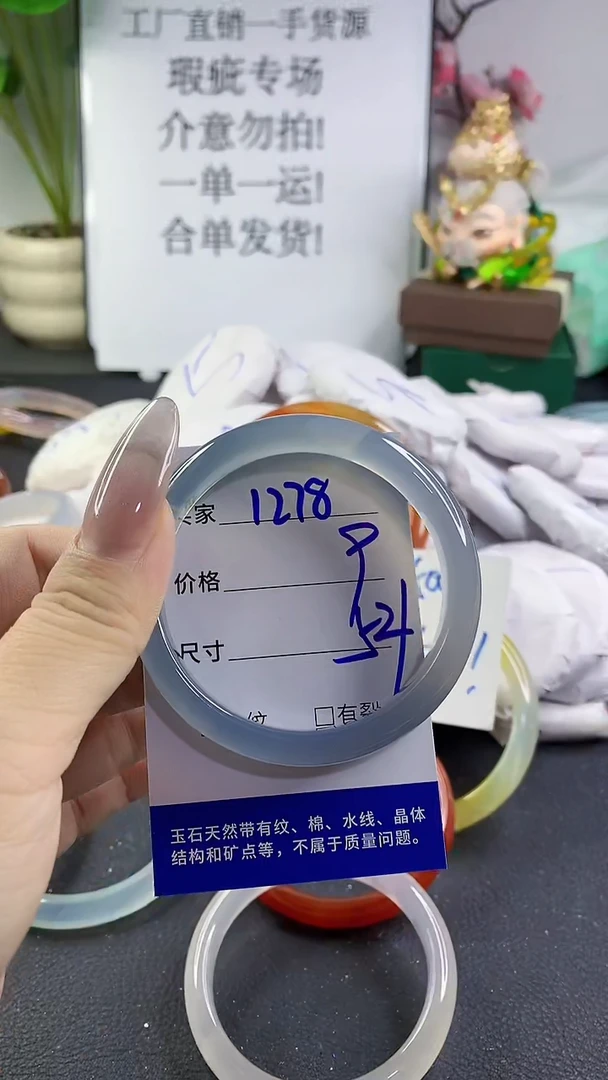 工厂直销一手货源
瑕疵专场
介意勿拍!
一单一运!
合单发货!
家 1278
价格
尺寸 54
纹 □有裂
玉石天然带有纹、棉、水线、晶体
结构和矿点等，不属于质量问题。